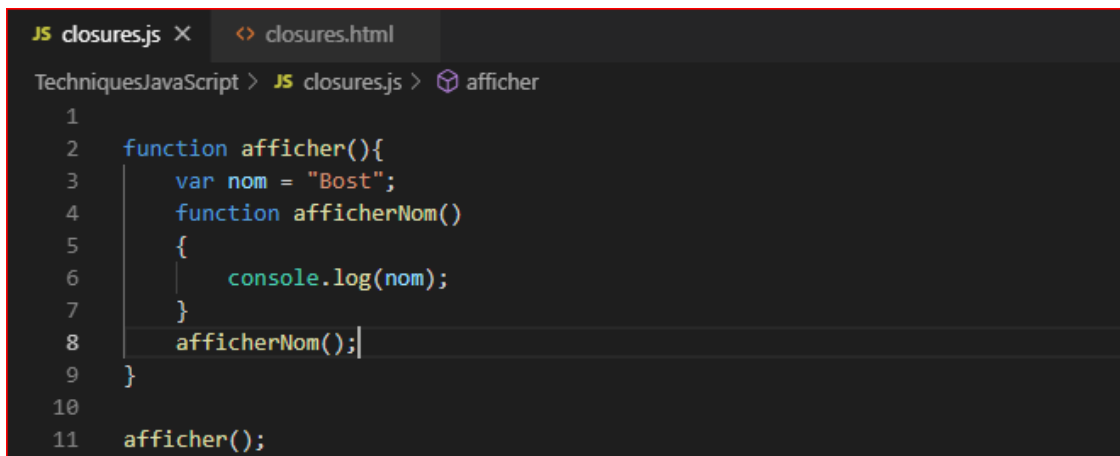 JS closures.js × <> closures.html
TechniquesJavaScript > JS closures.js > afficher
1
2 function afficher(){
3 var nom = "Bost";
4 function afficherNom()
5 {
6 console.log(nom);
7 }
8 afficherNom();
9 }
10
11 afficher();